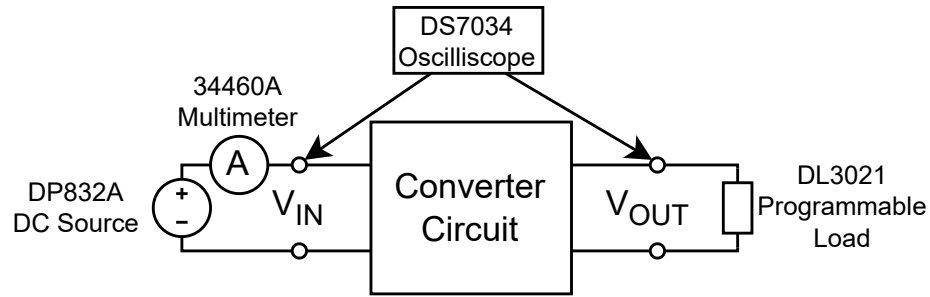 DS7034
Oscilliscope
34460A
Multimeter
A
DP832A
DC Source
+
−
VIN
Converter
Circuit
VOUT
DL3021
Programmable
Load